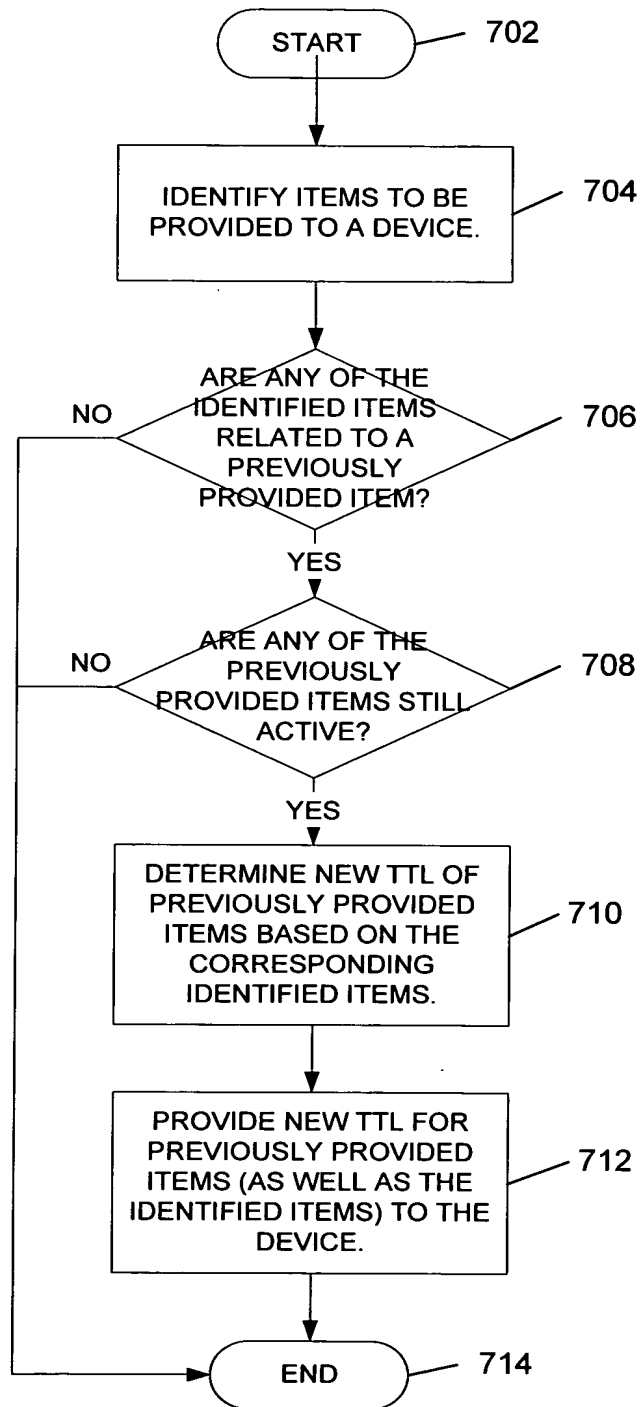 START
702
IDENTIFY ITEMS TO BE
PROVIDED TO A DEVICE.
704
ARE ANY OF THE
IDENTIFIED ITEMS
RELATED TO A
PREVIOUSLY
PROVIDED ITEM?
NO
706
YES
ARE ANY OF THE
PREVIOUSLY
PROVIDED ITEMS STILL
ACTIVE?
NO
708
YES
DETERMINE NEW TTL OF
PREVIOUSLY PROVIDED
ITEMS BASED ON THE
CORRESPONDING
IDENTIFIED ITEMS.
710
PROVIDE NEW TTL FOR
PREVIOUSLY PROVIDED
ITEMS (AS WELL AS THE
IDENTIFIED ITEMS) TO THE
DEVICE.
712
END
714